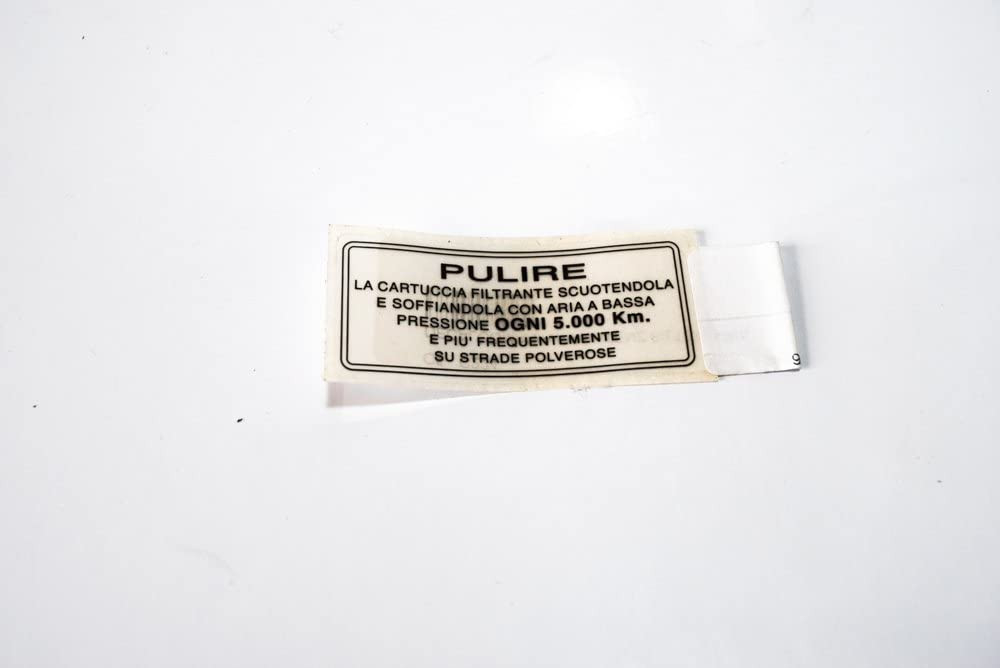 PULIRE
LA CARTUCCIA FILTRANTE SCUOTENDOLA
E SOFFIANDOLA CON ARIA A BASSA
PRESSIONE OGNI 5.000 Km.
E PIU' FREQUENTEMENTE
SU STRADE POLVEROSE
9